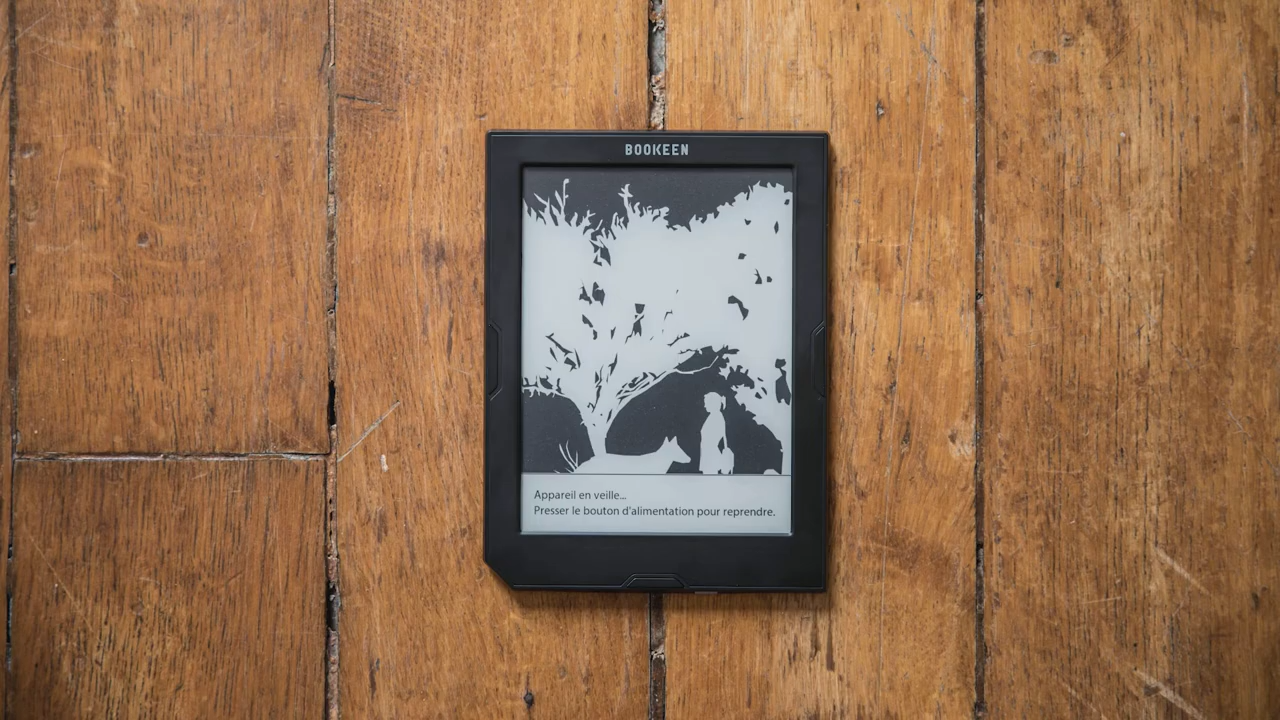 BOOKEEN
Appareil en veille...
Presser le bouton d'alimentation pour reprendre.